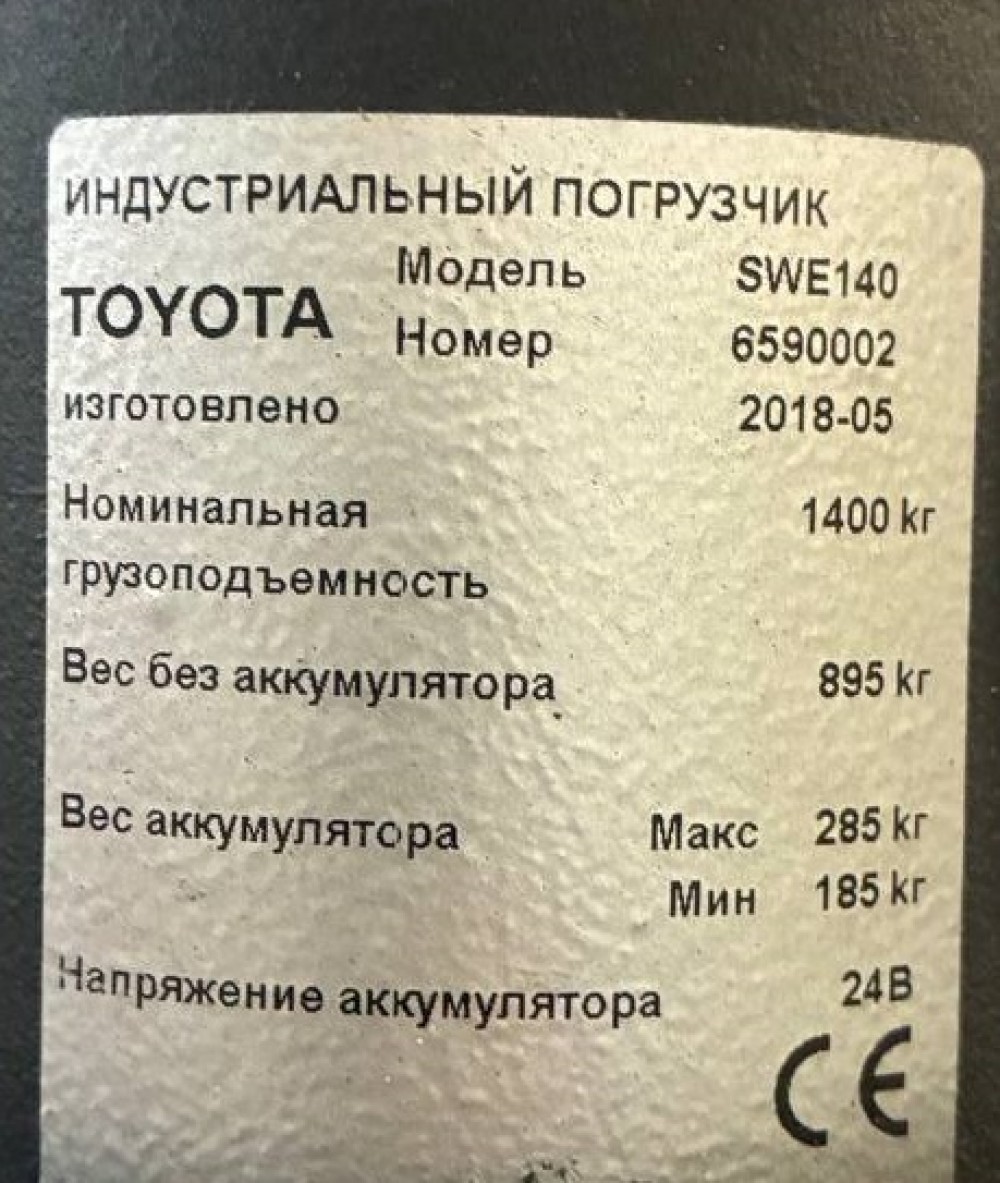 ИНДУСТРИАЛЬНЫЙ ПОГРУЗЧИК
Модель SWE140
TOYOTA
Номер 6590002
изготовлено 2018-05
Номинальная 1400 kг
грузоподъемность
Вес без аккумулятора 895 kг
Вес аккумулятора Макс 285 kг
Мин 185 kг
Напряжение аккумулятора 24В
CE